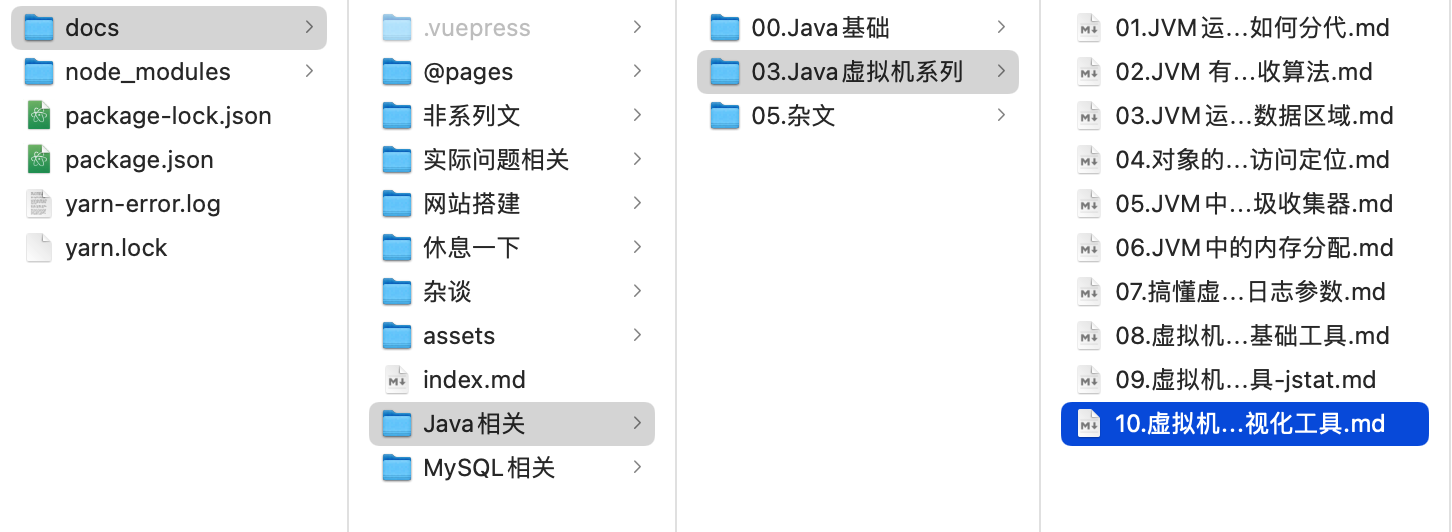 docs
node_modules
package-lock.json
package.json
yarn-error.log
yarn.lock
.vuepress
@pages
非系列文
实际问题相关
网站搭建
休息一下
杂谈
assets
index.md
Java相关
MySQL相关
00.Java基础
03.Java虚拟机系列
05.杂文
01.JVM运…如何分代.md
02.JVM 有…收算法.md
03.JVM运…数据区域.md
04.对象的…访问定位.md
05.JVM中…圾收集器.md
06.JVM中的内存分配.md
07.搞懂虚…日志参数.md
08.虚拟机…基础工具.md
09.虚拟机…具-jstat.md
10.虚拟机…视化工具.md